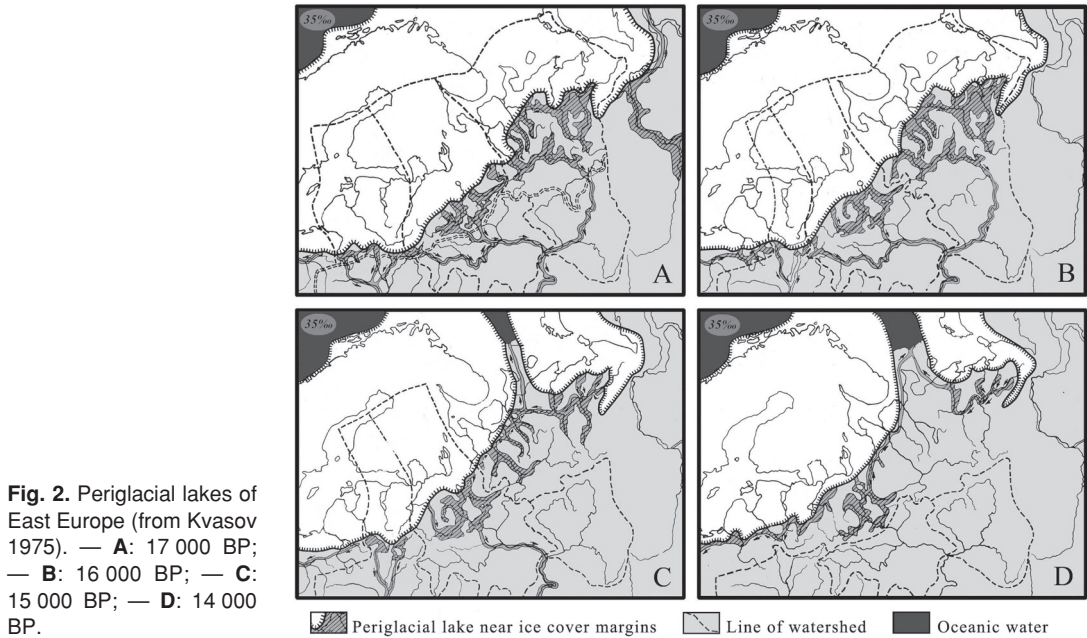 35‰
A
35‰
B
35‰
C
35‰
D
Fig. 2. Periglacial lakes of
East Europe (from Kvasov
1975). — A: 17 000 BP;
— B: 16 000 BP; — C:
15 000 BP; — D: 14 000
BP.
Periglacial lake near ice cover margins
Line of watershed
Oceanic water